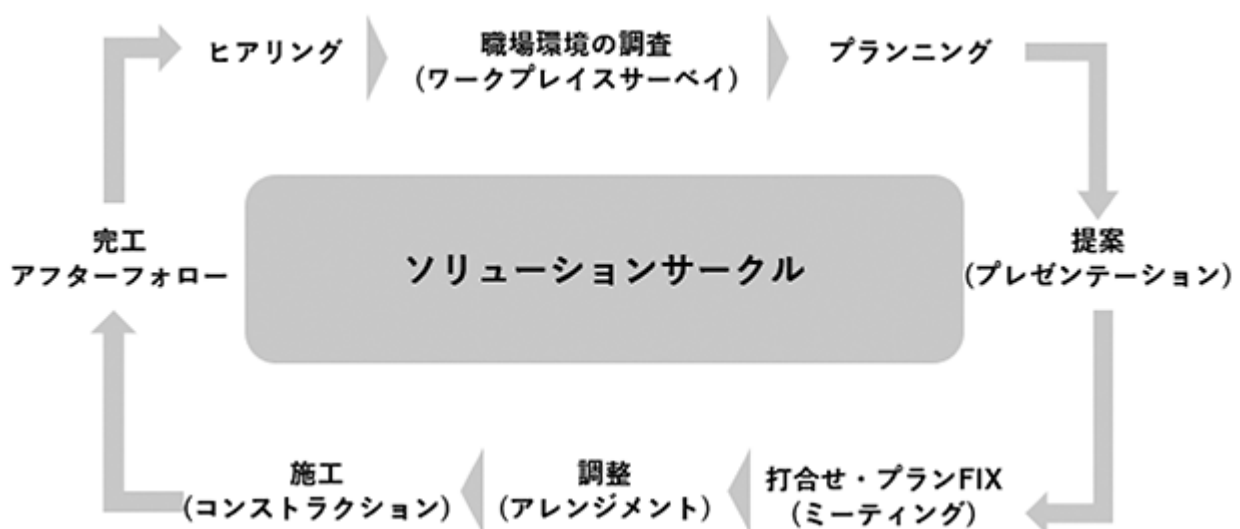 ヒアリング
職場環境の調査
(ワークプレイスサーベイ)
プランニング
提案
(プレゼンテーション)
打合せ・プランFIX
(ミーティング)
調整
(アレンジメント)
施工
(コンストラクション)
完工
アフターフォロー
ソリューションサークル